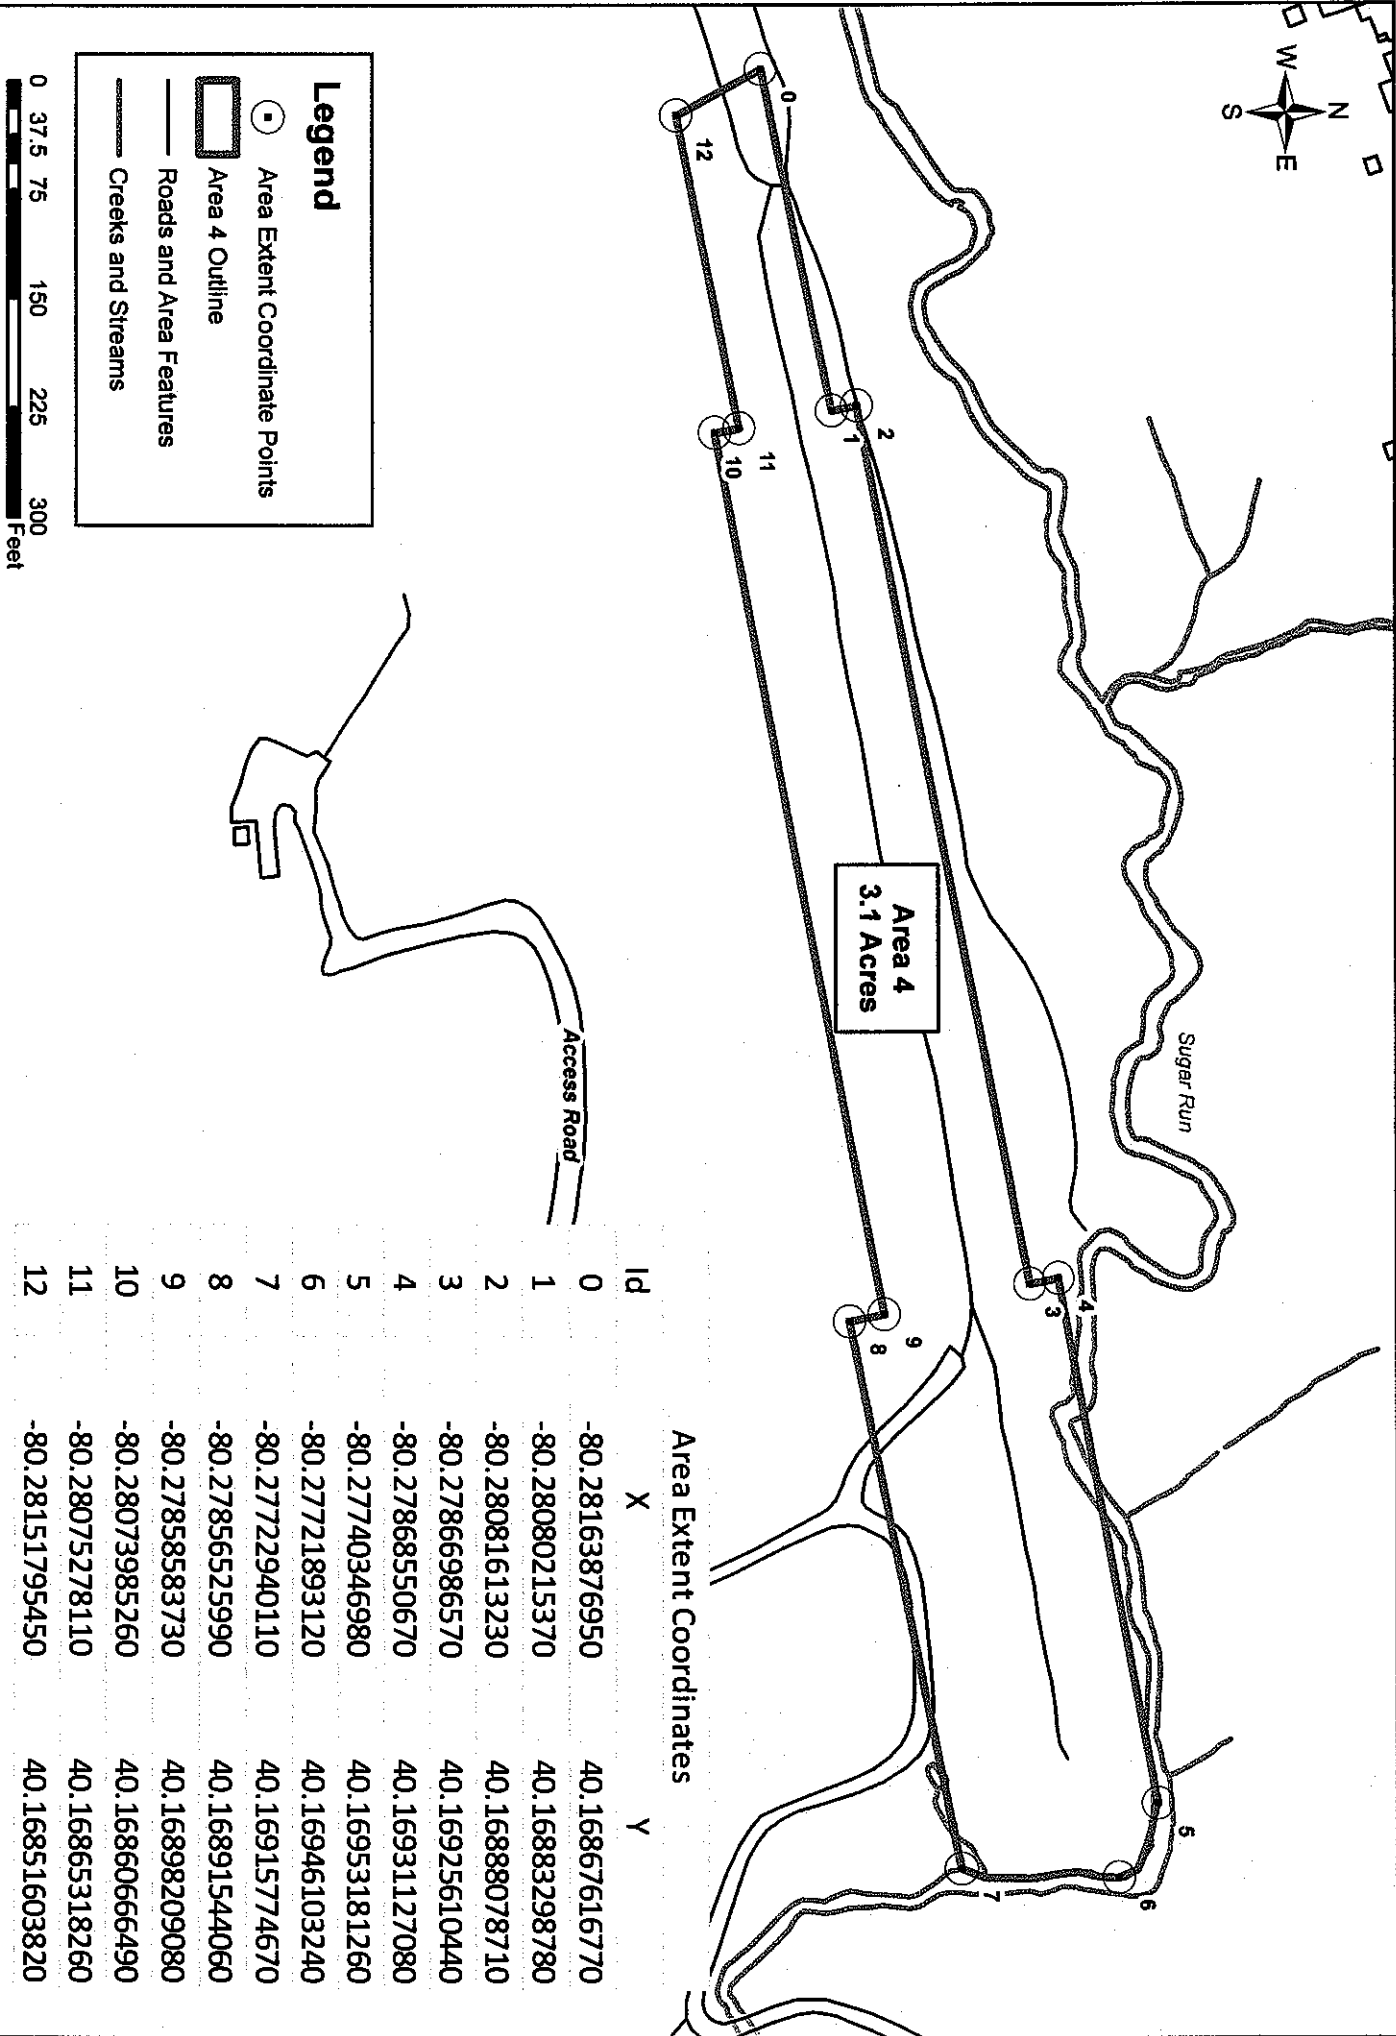 N
W
E
S
Sugar Run
0
1
2
3
4
5
6
7
8
9
10
11
12
Area 4
3.1 Acres
Access Road
Legend
Area Extent Coordinate Points
Area 4 Outline
Roads and Area Features
Creeks and Streams
0 37.5 75 150 225 300
Feet
Area Extent Coordinates
Id X Y
0 -80.28163876950 40.16867616770
1 -80.28080215370 40.16883298780
2 -80.28081613230 40.16888078710
3 -80.27866986570 40.16925610440
4 -80.27868550670 40.16931127080
5 -80.27740346980 40.16953181260
6 -80.27721893120 40.16946103240
7 -80.27722940110 40.16915774670
8 -80.27856525990 40.16891544060
9 -80.27858583730 40.16898209080
10 -80.28073985260 40.16860666490
11 -80.28075278110 40.16865318260
12 -80.28151795450 40.16851603820